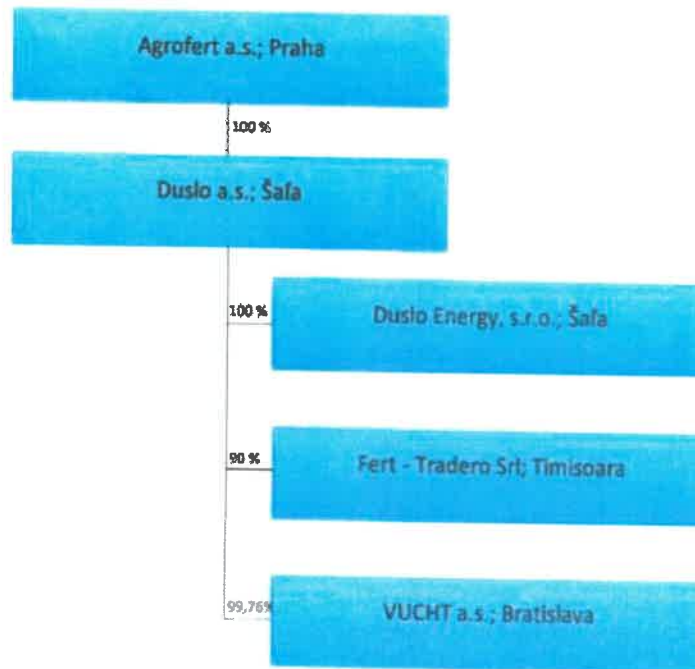 Agrofert a.s.; Praha
100 %
Duslo a.s.; Šaľa
100 %
Duslo Energy, s.r.o.; Šaľa
90 %
Fert - Tradero Srl; Timisoara
99,76%
VUCHT a.s.; Bratislava